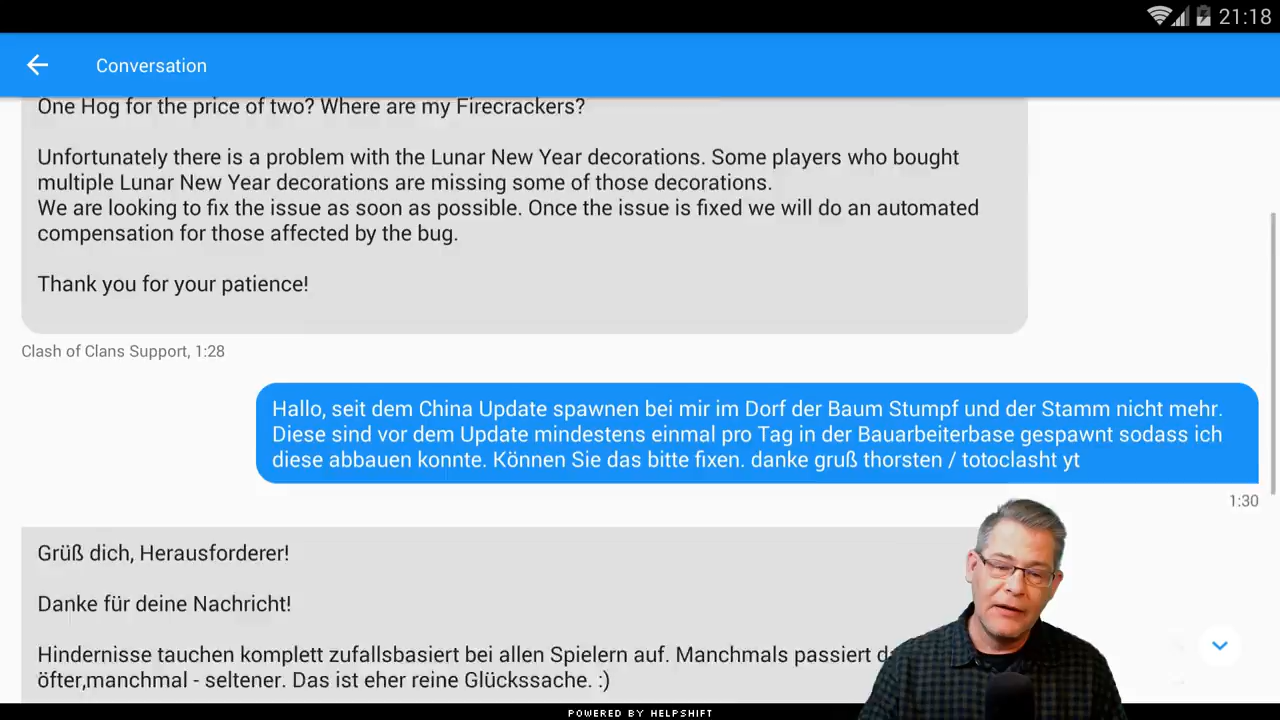 21:18
Conversation
One Hog for the price of two? Where are my Firecrackers?
Unfortunately there is a problem with the Lunar New Year decorations. Some players who bought
multiple Lunar New Year decorations are missing some of those decorations.
We are looking to fix the issue as soon as possible. Once the issue is fixed we will do an automated
compensation for those affected by the bug.
Thank you for your patience!
Clash of Clans Support, 1:28
Hallo, seit dem China Update spawnen bei mir im Dorf der Baum Stumpf und der Stamm nicht mehr.
Diese sind vor dem Update mindestens einmal pro Tag in der Bauarbeiterbase gespawnt sodass ich
diese abbauen konnte. Können Sie das bitte fixen. danke gruß thorsten / totoclasht yt
1:30
Grüß dich, Herausforderer!
Danke für deine Nachricht!
Hindernisse tauchen komplett zufallsbasiert bei allen Spielern auf. Manchmals passiert
öfter,manchmal - seltener. Das ist eher reine Glückssache. :)
POWERED BY HELPSHIFT